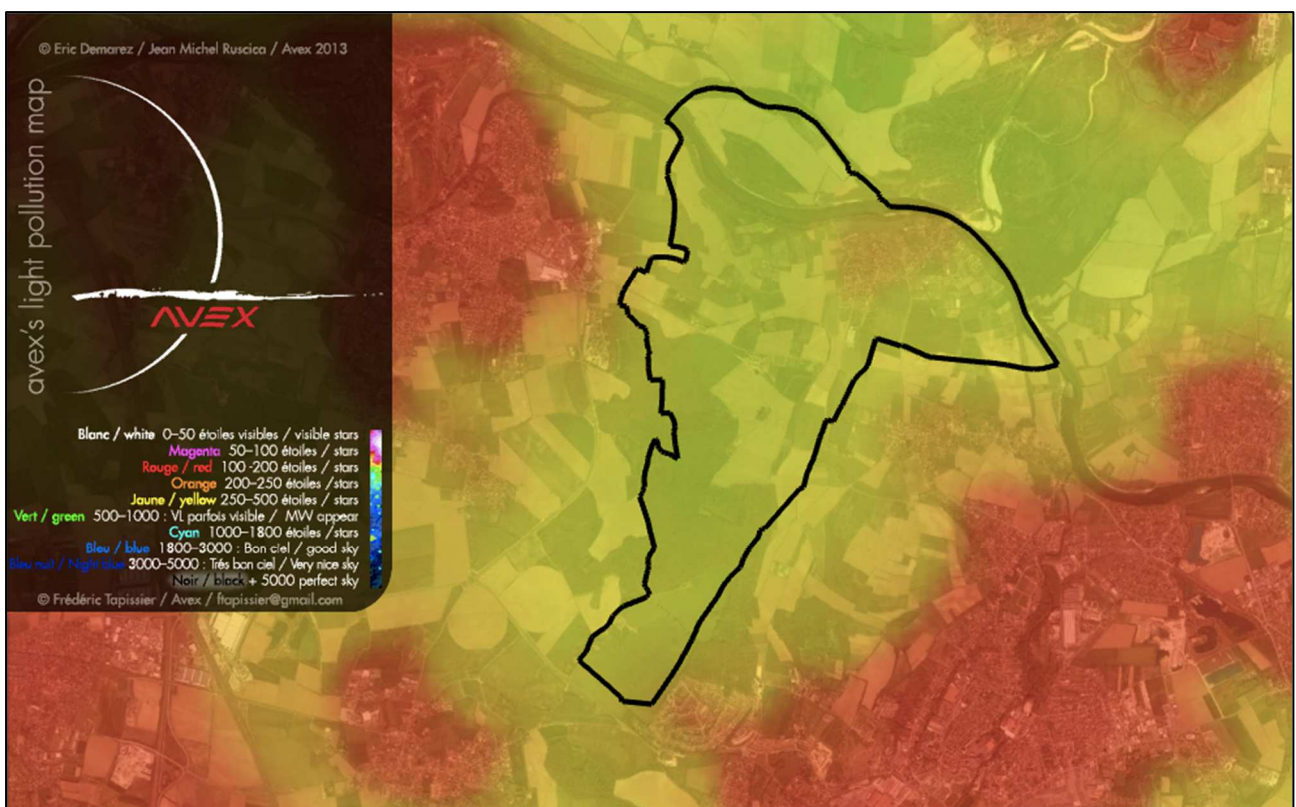 © Eric Demarez / Jean Michel Ruscica / Avex 2013
avex's light pollution map
AVEX
Blanc / white 0-50 étoiles visibles / visible stars
Magenta 50-100 étoiles / stars
Rouge / red 100 -200 étoiles / stars
Orange 200-250 étoiles /stars
Jaune / yellow 250-500 étoiles / stars
Vert / green 500-1000 : VL parfois visible / MW appear
Cyan 1000-1800 étoiles /stars
Bleu / blue 1800-3000 : Bon ciel / good sky
Bleu nuit / Night blue 3000-5000 : Trés bon ciel / Very nice sky
Noir / black + 5000 perfect sky
© Frédéric Tapissier / Avex / ftapissier@gmail.com